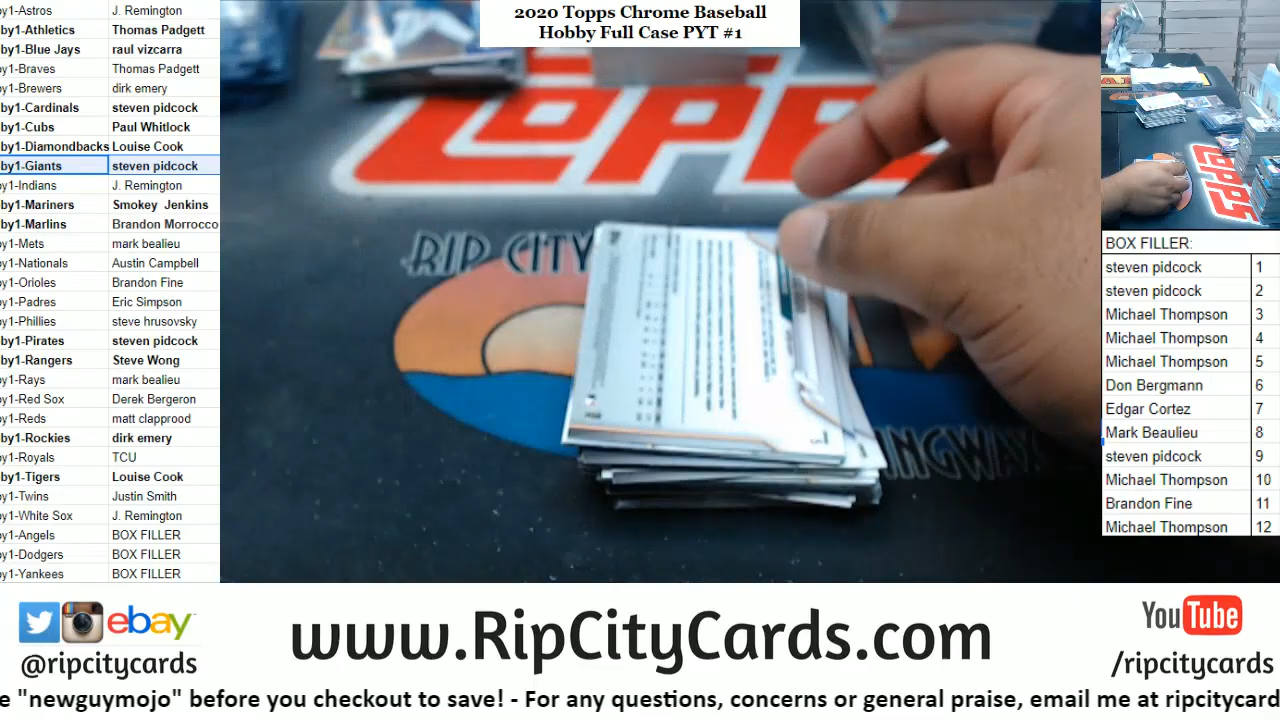 2020 Topps Chrome Baseball
Hobby Full Case PYT #1
by1-Astros J. Remington
by1-Athletics Thomas Padgett
by1-Blue Jays raul vizcarra
by1-Braves Thomas Padgett
by1-Brewers dirk emery
by1-Cardinals steven pidcock
by1-Cubs Paul Whitlock
by1-Diamondbacks Louise Cook
by1-Giants steven pidcock
by1-Indians J. Remington
by1-Mariners Smokey Jenkins
by1-Marlins Brandon Morrocco
by1-Mets mark bealieu
by1-Nationals Austin Campbell
by1-Orioles Brandon Fine
by1-Padres Eric Simpson
by1-Phillies steve hrusovsky
by1-Pirates steven pidcock
by1-Rangers Steve Wong
by1-Rays mark bealieu
by1-Red Sox Derek Bergeron
by1-Reds matt clapprood
by1-Rockies dirk emery
by1-Royals TCU
by1-Tigers Louise Cook
by1-Twins Justin Smith
by1-White Sox J. Remington
by1-Angels BOX FILLER
by1-Dodgers BOX FILLER
by1-Yankees BOX FILLER
TOPPS
RIP CITY
INGWAX
TOPPS
BOX FILLER:
steven pidcock 1
steven pidcock 2
Michael Thompson 3
Michael Thompson 4
Michael Thompson 5
Don Bergmann 6
Edgar Cortez 7
Mark Beaulieu 8
steven pidcock 9
Michael Thompson 10
Brandon Fine 11
Michael Thompson 12
ebay
@ripcitycards
www.RipCityCards.com
YouTube
/ripcitycards
e "newguymojo" before you checkout to save! - For any questions, concerns or general praise, email me at ripcitycard